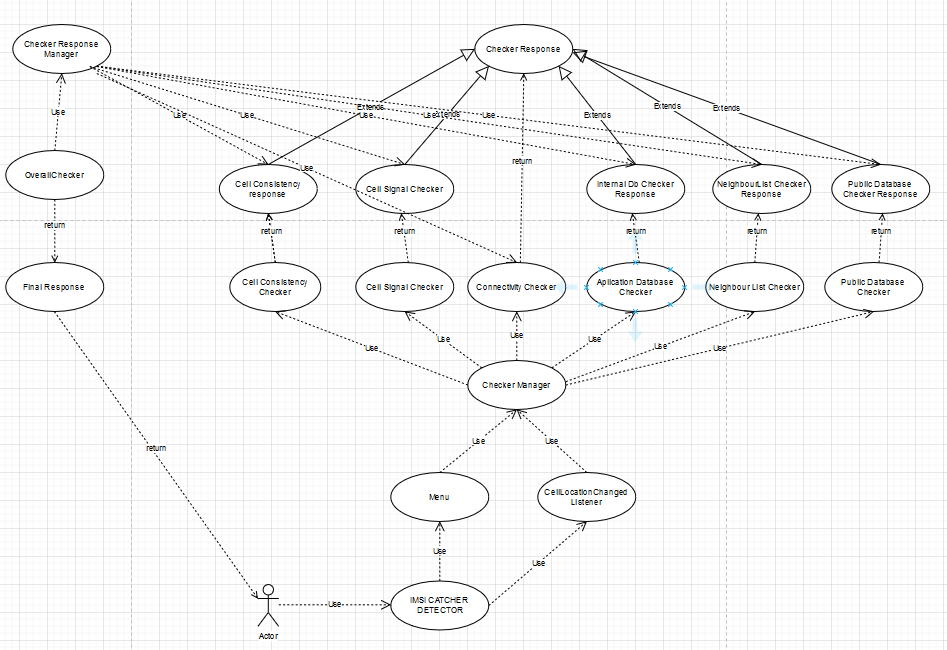 Checker Response
Manager
Checker Response
Use
Extends
Use
Use
Use
Use
Extends
Use
Extends
Extends
Extends
return
Use
OverallChecker
Cell Consistency
response
Cell Signal Checker
Internal Db Checker
Response
NeighbourList Checker
Response
Public Database
Checker Response
return
return
return
return
return
return
Final Response
Cell Consistency
Checker
Cell Signal Checker
Connectivity Checker
Aplication Database
Checker
Neighbour List Checker
Public Database
Checker
Use
Use
Use
Use
Use
Use
Checker Manager
return
Use
Use
Menu
CellLocationChanged
Listener
Use
Use
Use
IMSI CATCHER
DETECTOR
Actor